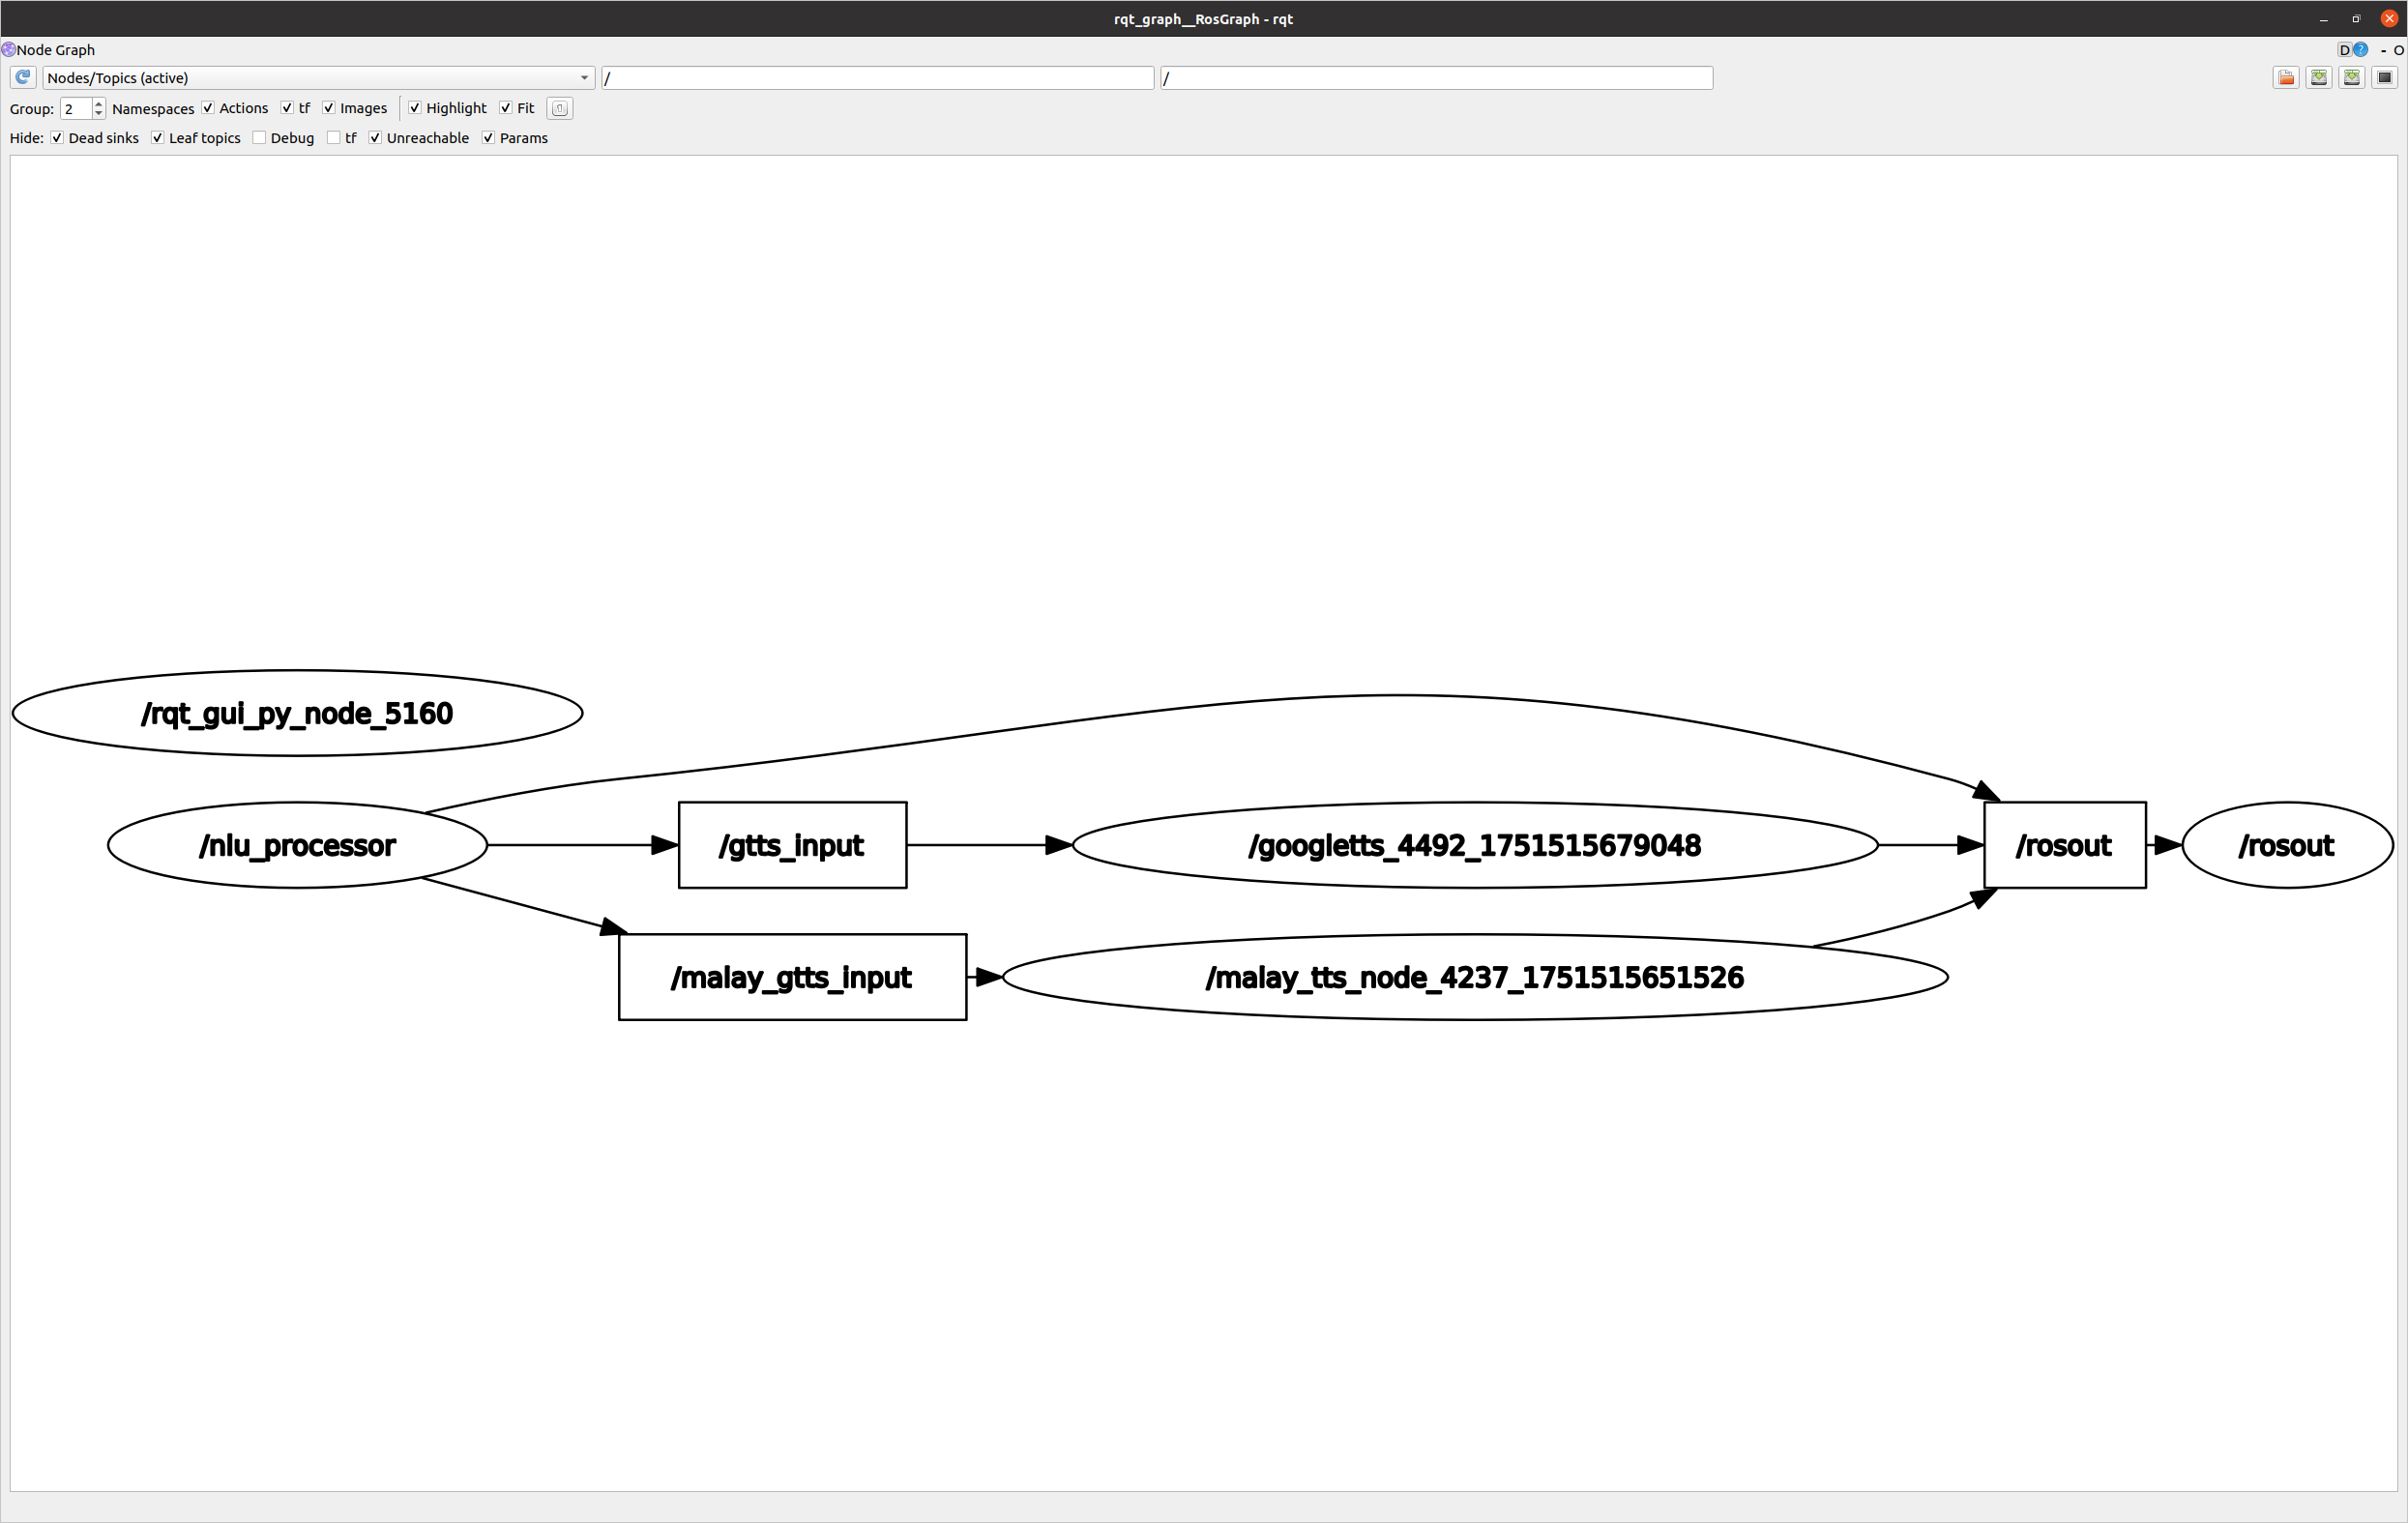 rqt_graph__RosGraph - rqt
Node Graph
D ? - O
Nodes/Topics (active) / /
Group: 2 Namespaces Actions tf Images Highlight Fit
Hide: Dead sinks Leaf topics Debug tf Unreachable Params
/rqt_gui_py_node_5160
/nlu_processor
/gtts_input
/googletts_4492_1751515679048
/rosout
/rosout
/malay_gtts_input
/malay_tts_node_4237_1751515651526